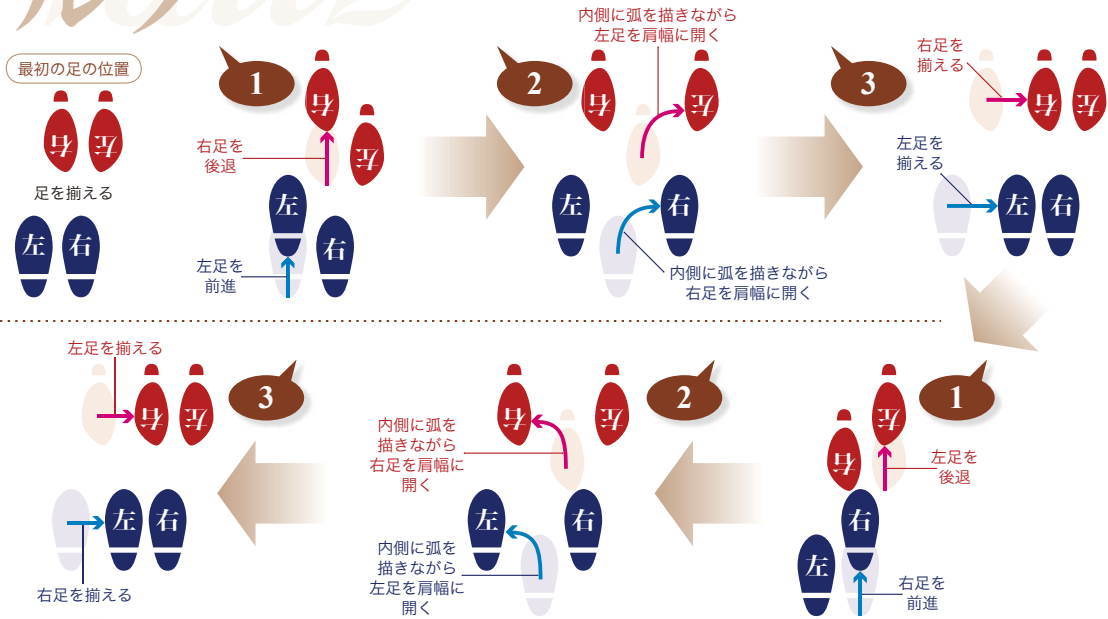 最初の足の位置
右
左
足を揃える
左
右
1
右
左
右足を
後退
左
右
左足を
前進
2
内側に弧を描きながら
左足を肩幅に開く
右
左
左
右
内側に弧を描きながら
右足を肩幅に開く
3
右足を
揃える
右
左
左足を
揃える
左
右
1
左
右
左足を
後退
右
左
右足を
前進
2
右
左
内側に弧を
描きながら
右足を肩幅に
開く
左
右
内側に弧を
描きながら
左足を肩幅に
開く
3
左足を揃える
右
左
左
右
右足を揃える